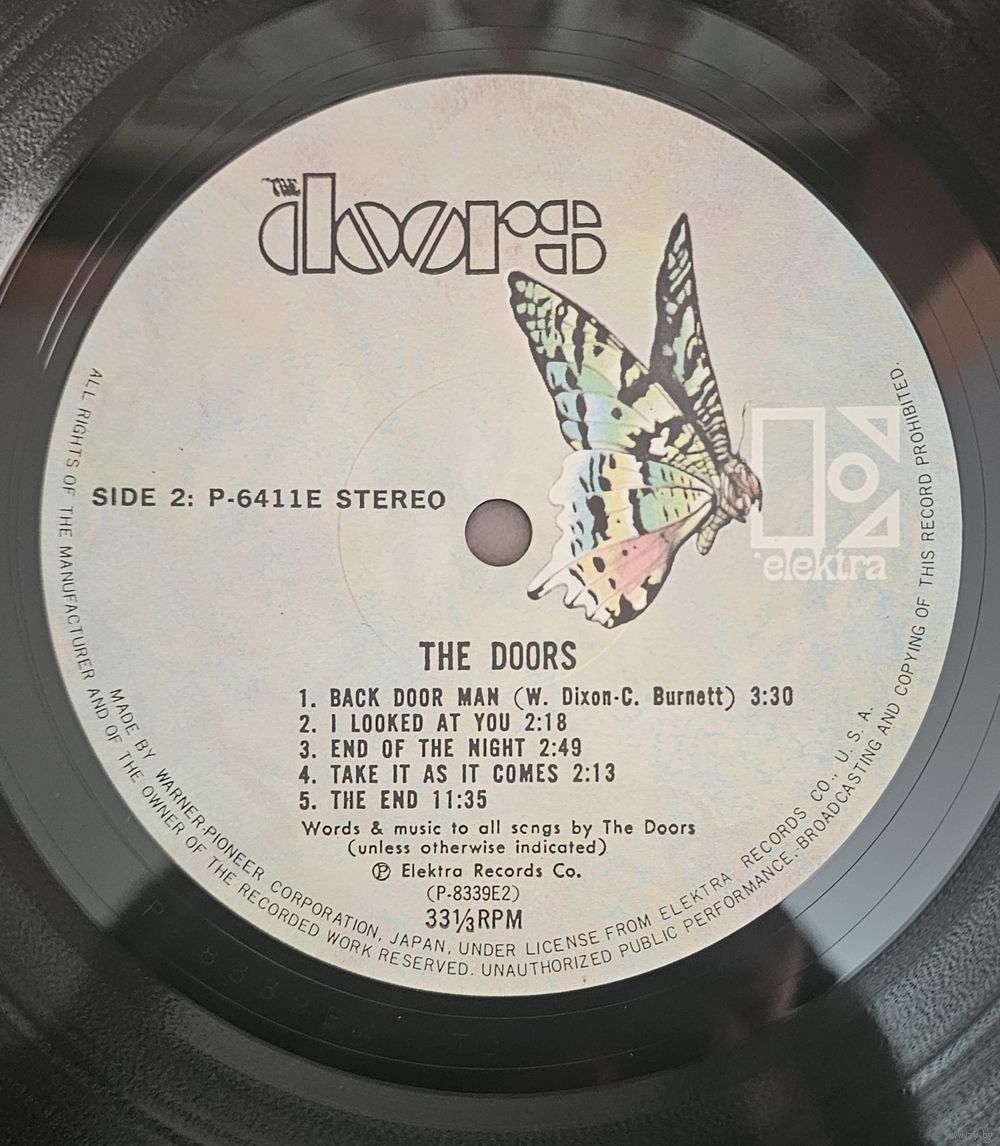 THE
doors
elektra
SIDE 2: P-6411E STEREO
THE DOORS
1. BACK DOOR MAN (W. Dixon-C. Burnett) 3:30
2. I LOOKED AT YOU 2:18
3. END OF THE NIGHT 2:49
4. TAKE IT AS IT COMES 2:13
5. THE END 11:35
Words & music to all songs by The Doors
(unless otherwise indicated)
Ⓟ Elektra Records Co.
(P-8339E2)
33⅓RPM
MADE BY WARNER-PIONEER CORPORATION, JAPAN, UNDER LICENSE FROM ELEKTRA RECORDS CO., U. S. A.
ALL RIGHTS OF THE MANUFACTURER AND OF THE OWNER OF THE RECORDED WORK RESERVED. UNAUTHORIZED PUBLIC PERFORMANCE. BROADCASTING AND COPYING OF THIS RECORD PROHIBITED.